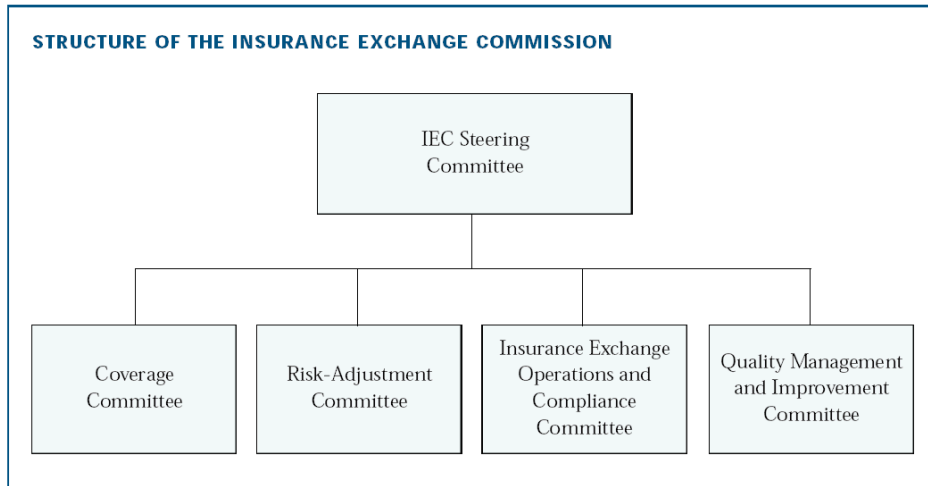 STRUCTURE OF THE INSURANCE EXCHANGE COMMISSION
IEC Steering
Committee
Coverage
Committee
Risk-Adjustment
Committee
Insurance Exchange
Operations and
Compliance
Committee
Quality Management
and Improvement
Committee